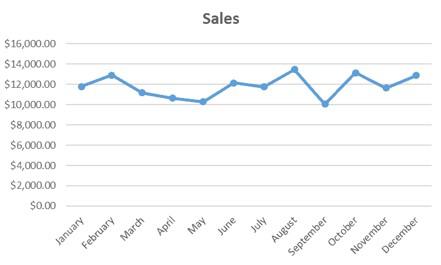 Sales
$16,000.00
$14,000.00
$12,000.00
$10,000.00
$8,000.00
$6,000.00
$4,000.00
$2,000.00
$0.00
January
February
March
April
May
June
July
August
September
October
November
December